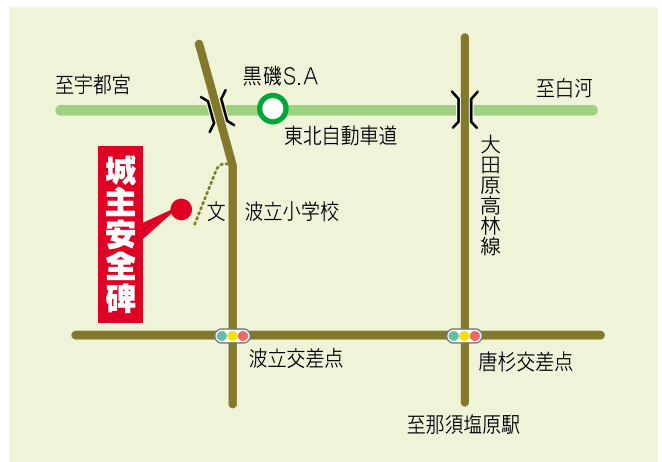 黒磯S.A
至宇都宮
至白河
東北自動車道
大田原高林線
城主安全碑
文
波立小学校
波立交差点
唐杉交差点
至那須塩原駅